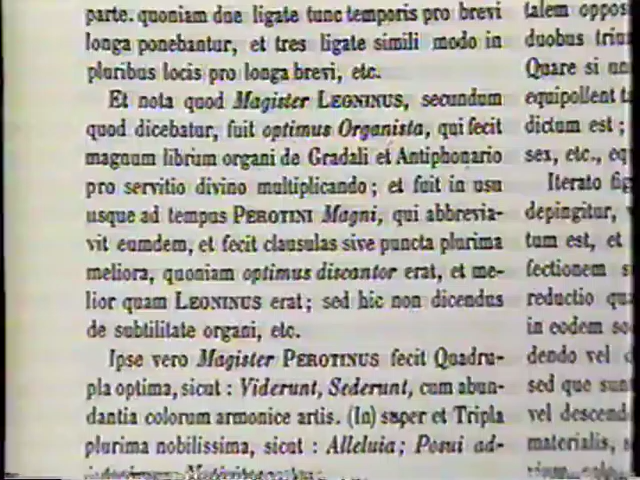 parte. quoniam due ligate tunc temporis pro brevi
longa ponebantur, et tres ligate simili modo in
pluribus locis pro longa brevi, etc.
Et nota quod Magister LEONINUS, secundum
quod dicebatur, fuit optimus Organista, qui fecit
magnum librum organi de Gradali et Antiphonario
pro servitio divino multiplicando; et fuit in usu
usque ad tempus PEROTINI Magni, qui abbrevia-
vit eumdem, et fecit clausulas sive puncta plurima
meliora, quoniam optimus discantor erat, et me-
lior quam LEONINUS erat; sed hic non dicendus
de subtilitate organi, etc.
Ipse vero Magister PEROTINUS fecit Quadru-
pla optima, sicut : Viderunt, Sederunt, cum abun-
dantia colorum armonice artis. (In) super et Tripla
plurima nobilissima, sicut : Alleluia; Posui ad-
talem oppos
duobus
Quare si
equipollent
dictum est ;
sex, etc., eq
Iterato fig
depingitur,
tum est, et
fectionem
reductio qu
in eodem so
dendo vel
sed que sun
vel descend
materialis,